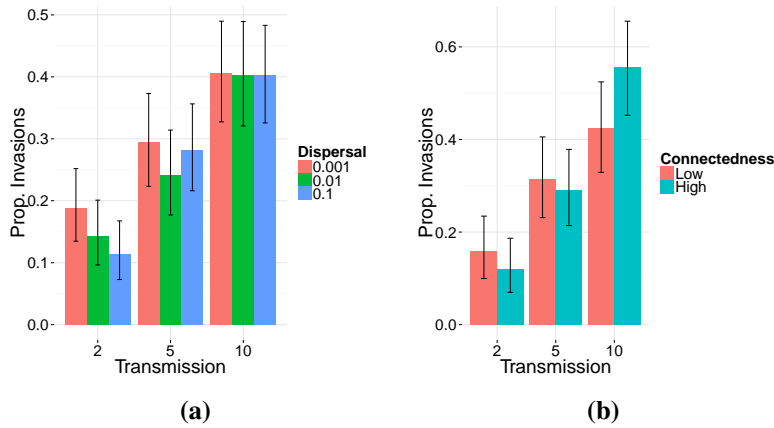 0.5
0.4
0.3
0.2
0.1
0.0
Prop. Invasions
2 5 10
Transmission
Dispersal
0.001
0.01
0.1
(a)
0.6
0.4
0.2
0.0
Prop. Invasions
2 5 10
Transmission
Connectedness
Low
High
(b)